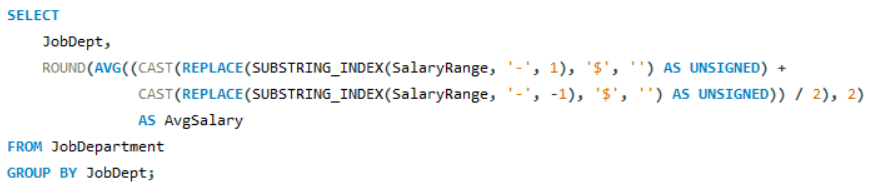 SELECT
JobDept,
ROUND(AVG((CAST(REPLACE(SUBSTRING_INDEX(SalaryRange, '-', 1), '$', '') AS UNSIGNED) +
CAST(REPLACE(SUBSTRING_INDEX(SalaryRange, '-', -1), '$', '') AS UNSIGNED)) / 2), 2)
AS AvgSalary
FROM JobDepartment
GROUP BY JobDept;